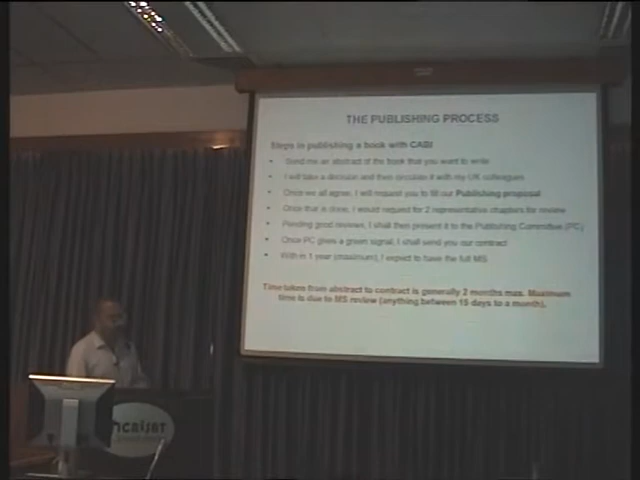 THE PUBLISHING PROCESS
Steps in publishing a book with CABI
• Send me an abstract of the book that you want to write
• I will take a decision and then circulate it with my UK colleagues
• Once we all agree, I will request you to fill our Publishing proposal
• Once that is done, I would request for 2 representative chapters for review
• Pending good reviews, I shall then present it to the Publishing Committee (PC)
• Once PC gives a green signal, I shall send you our contract
• With in 1 year (maximum), I expect to have the full MS
Time taken from abstract to contract is generally 2 months max. Maximum
time is due to MS review (anything between 15 days to a month).
ICRISAT